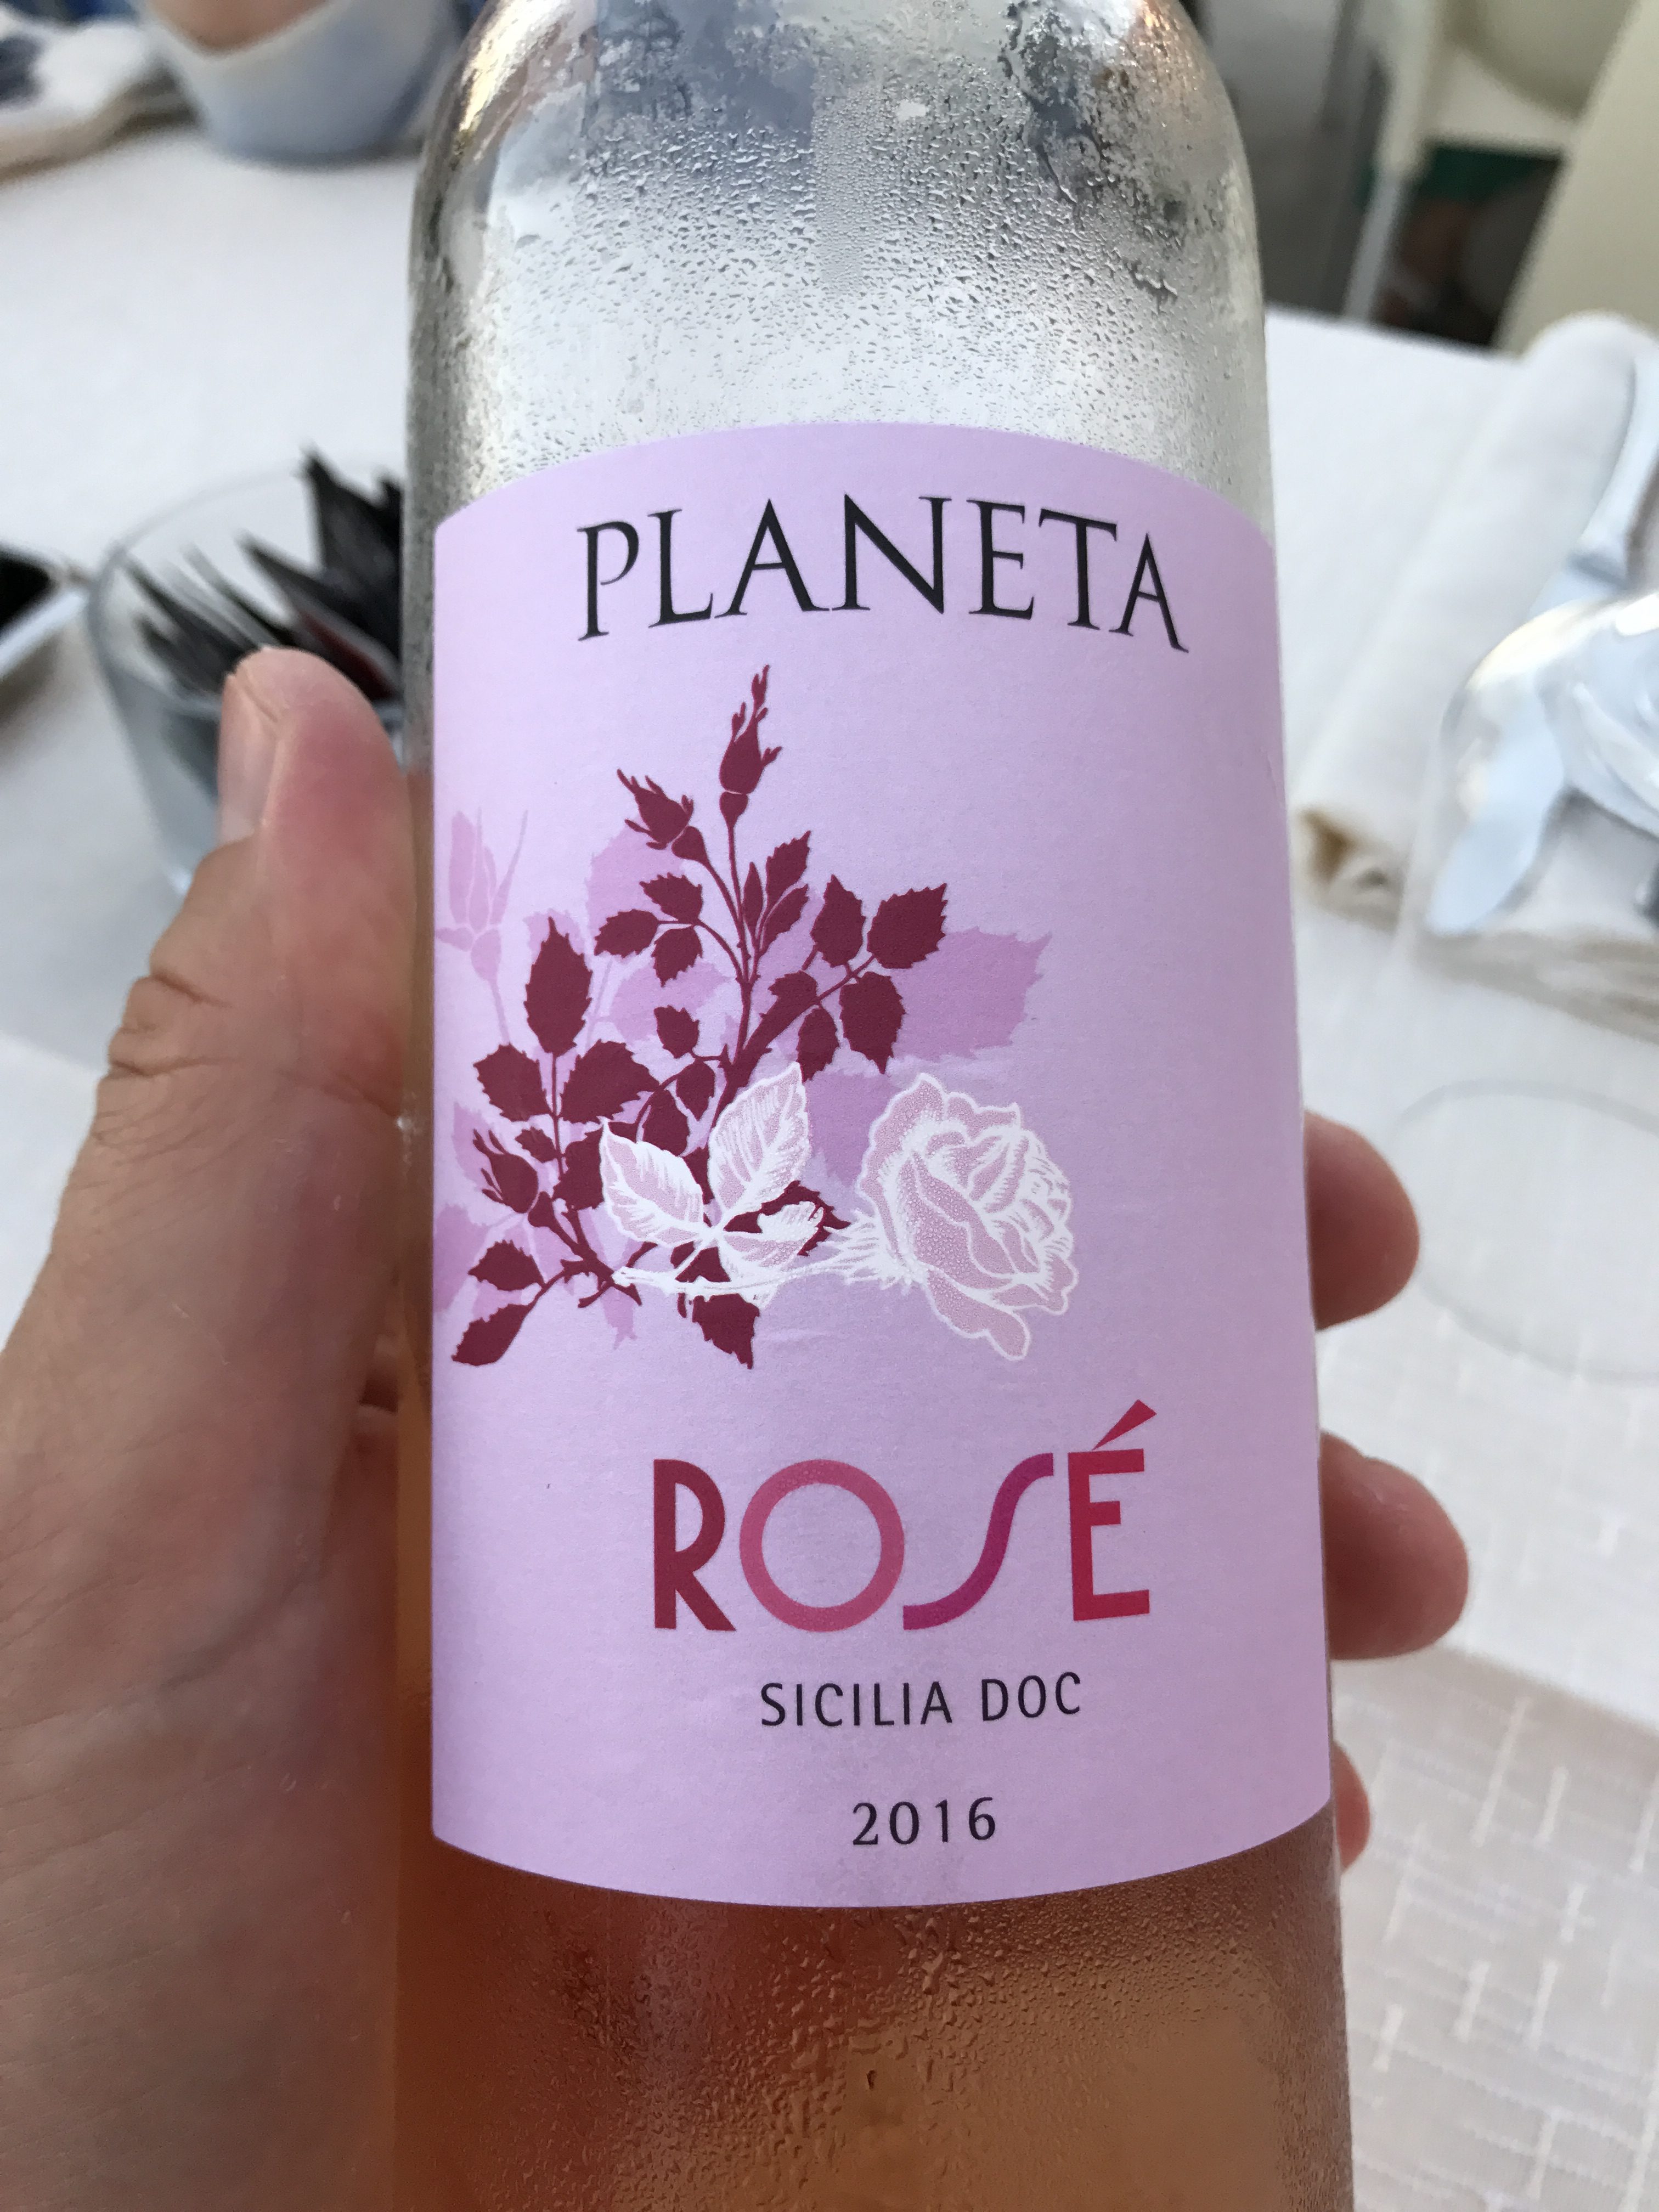 PLANETA
ROSÉ
SICILIA DOC
2016